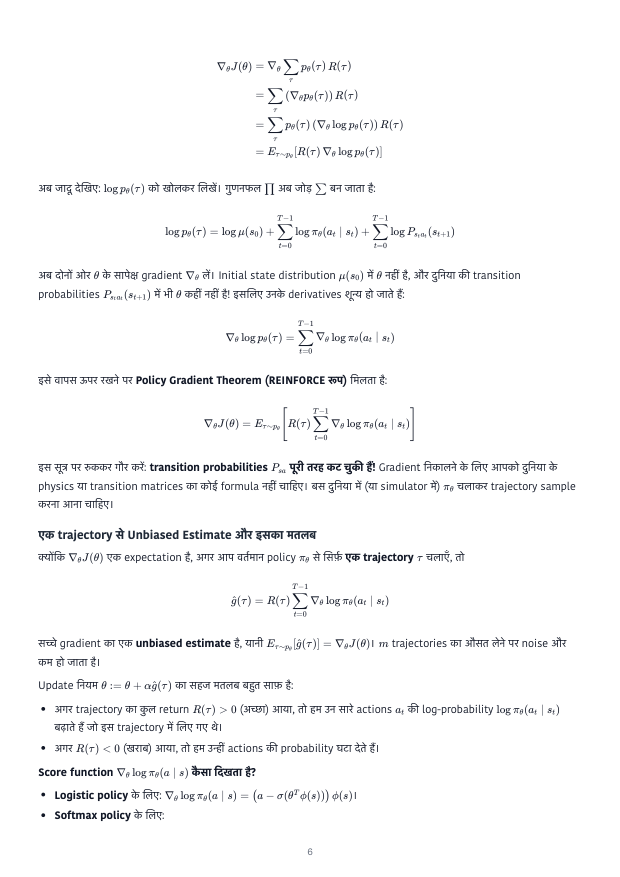 ∇_θ J(θ) = ∇_θ ∑_τ p_θ(τ) R(τ)
= ∑_τ (∇_θ p_θ(τ)) R(τ)
= ∑_τ p_θ(τ) (∇_θ log p_θ(τ)) R(τ)
= E_{τ∼p_θ}[R(τ) ∇_θ log p_θ(τ)]
अब जादू देखिए: log p_θ(τ) को खोलकर लिखें। गुणनफल ∏ अब जोड़ ∑ बन जाता है:
log p_θ(τ) = log μ(s_0) + ∑_{t=0}^{T−1} log π_θ(a_t | s_t) + ∑_{t=0}^{T−1} log P_{s_t a_t}(s_{t+1})
अब दोनों ओर θ के सापेक्ष gradient ∇_θ लें। Initial state distribution μ(s_0) में θ नहीं है, और दुनिया की transition
probabilities P_{s_t a_t}(s_{t+1}) में भी θ कहीं नहीं है! इसलिए उनके derivatives शून्य हो जाते हैं:
∇_θ log p_θ(τ) = ∑_{t=0}^{T−1} ∇_θ log π_θ(a_t | s_t)
इसे वापस ऊपर रखने पर Policy Gradient Theorem (REINFORCE रूप) मिलता है:
∇_θ J(θ) = E_{τ∼p_θ}[R(τ) ∑_{t=0}^{T−1} ∇_θ log π_θ(a_t | s_t)]
इस सूत्र पर रुककर गौर करें: transition probabilities P_{sa} पूरी तरह कट चुकी हैं! Gradient निकालने के लिए आपको दुनिया के
physics या transition matrices का कोई formula नहीं चाहिए। बस दुनिया में (या simulator में) π_θ चलाकर trajectory sample
करना आना चाहिए।
एक trajectory से Unbiased Estimate और इसका मतलब
क्योंकि ∇_θ J(θ) एक expectation है, अगर आप वर्तमान policy π_θ से सिर्फ़ एक trajectory τ चलाएँ, तो
ĝ(τ) = R(τ) ∑_{t=0}^{T−1} ∇_θ log π_θ(a_t | s_t)
सच्चे gradient का एक unbiased estimate है, यानी E_{τ∼p_θ}[ĝ(τ)] = ∇_θ J(θ)। m trajectories का औसत लेने पर noise और
कम हो जाता है।
Update नियम θ := θ + αĝ(τ) का सहज मतलब बहुत साफ़ है:
• अगर trajectory का कुल return R(τ) > 0 (अच्छा) आया, तो हम उन सारे actions a_t की log-probability log π_θ(a_t | s_t)
बढ़ाते हैं जो इस trajectory में लिए गए थे।
• अगर R(τ) < 0 (खराब) आया, तो हम उन्हीं actions की probability घटा देते हैं।
Score function ∇_θ log π_θ(a | s) कैसा दिखता है?
• Logistic policy के लिए: ∇_θ log π_θ(a | s) = (a − σ(θ^T ϕ(s))) ϕ(s)।
• Softmax policy के लिए:
6